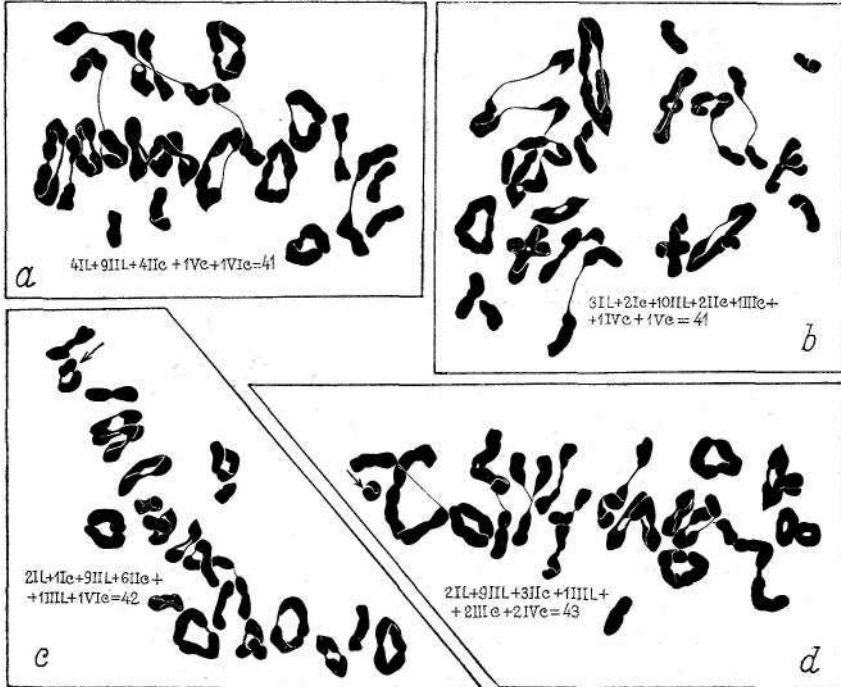 4IL+9IIL+4IIc+1Vc+1VIc=41
a
3IL+2Ic+10IIL+2IIc+1IIIc+
+1IVc+1Vc=41
b
2IL+1Ic+9IIL+6IIc+
+1IIIL+1VIc=42
c
2IL+9IIL+3IIc+1IIIL+
+2IIIc+2IVc=43
d